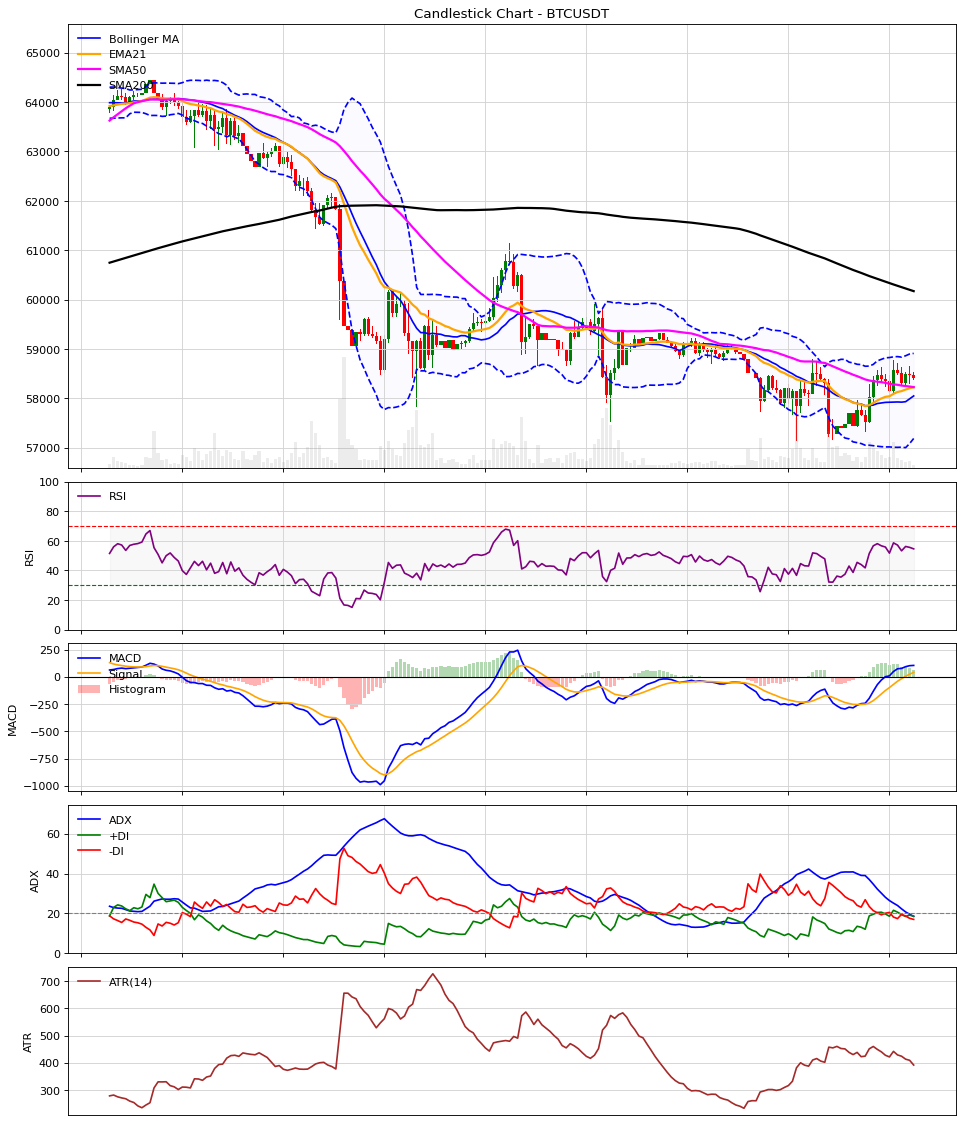 Candlestick Chart - BTCUSDT
Bollinger MA
EMA21
SMA50
SMA200
65000
64000
63000
62000
61000
60000
59000
58000
57000
RSI
100
80
60
40
20
0
RSI
MACD
Signal
Histogram
250
0
−250
−500
−750
−1000
MACD
ADX
+DI
-DI
60
40
20
0
ADX
ATR(14)
700
600
500
400
300
ATR